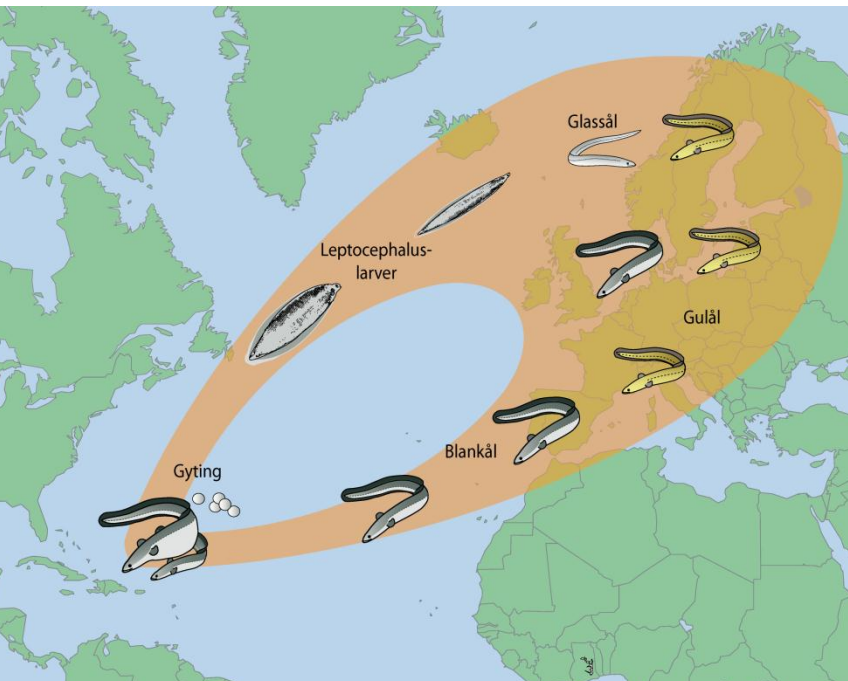 Glassål
Leptocephalus-
larver
Gulål
Blankål
Gyting